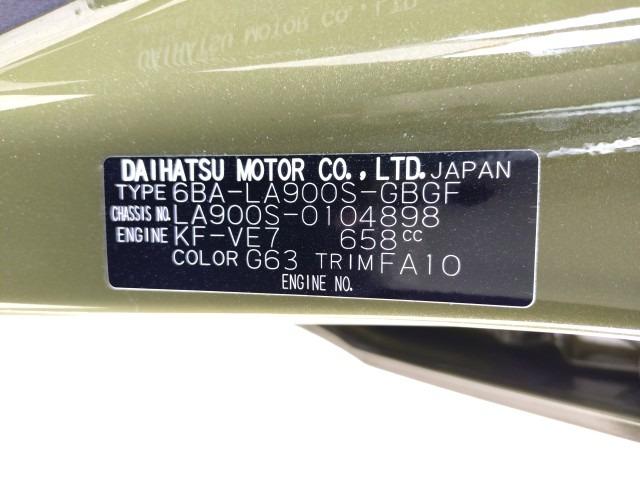 DAIHATSU MOTOR CO., LTD. JAPAN
TYPE 6BA-LA900S-GBGF
CHASSIS NO. LA900S-0104898
ENGINE KF-VE7 658CC
COLOR G63 TRIM FA10
ENGINE NO.